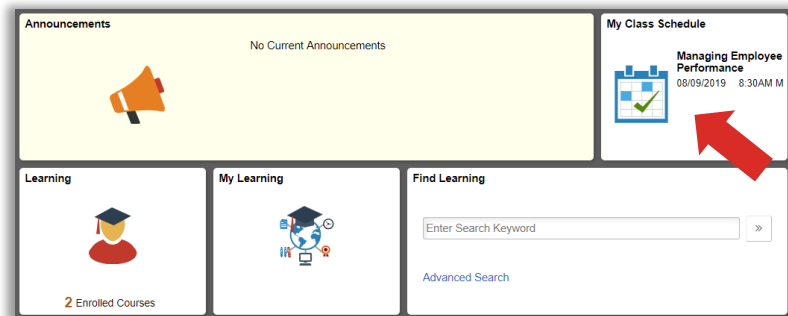 Announcements
No Current Announcements
My Class Schedule
Managing Employee
Performance
08/09/2019 8:30AM M
Learning
2 Enrolled Courses
My Learning
Find Learning
Enter Search Keyword
»
Advanced Search